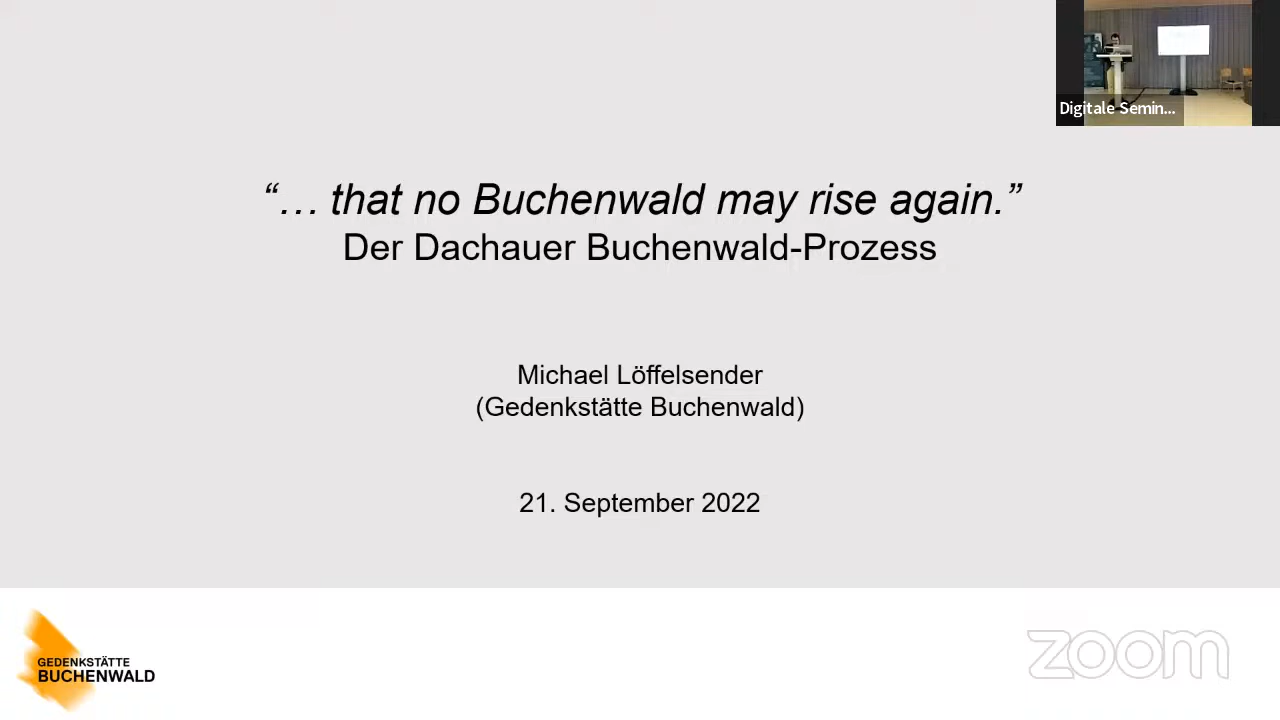 Digitale Semin...
“... that no Buchenwald may rise again.”
Der Dachauer Buchenwald-Prozess
Michael Löffelsender
(Gedenkstätte Buchenwald)
21. September 2022
GEDENKSTÄTTE
BUCHENWALD
zoom